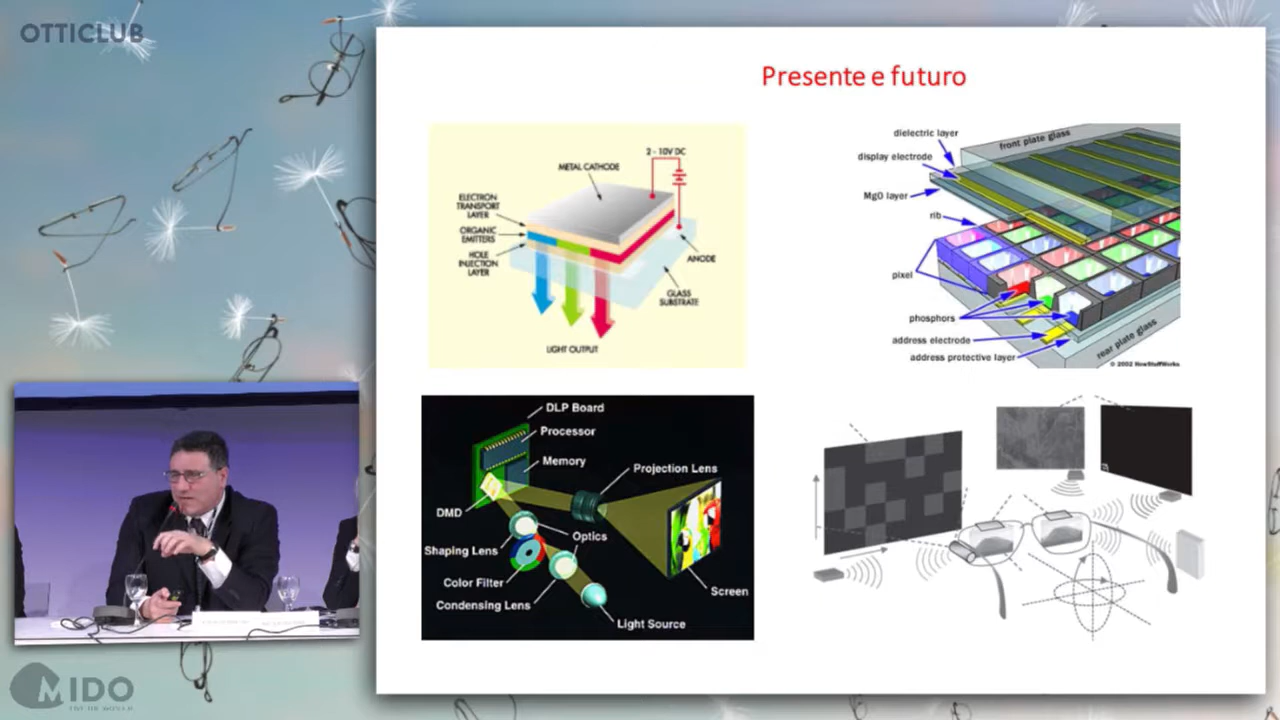 OTTICLUB
Presente e futuro
2 - 10V DC
METAL CATHODE
ELECTRON
TRANSPORT
LAYER
ORGANIC
EMITTERS
HOLE
INJECTION
LAYER
ANODE
GLASS
SUBSTRATE
LIGHT OUTPUT
dielectric layer
front plate glass
display electrode
MgO layer
rib
pixel
phosphors
address electrode
rear plate glass
address protective layer
© 2002 HowStuffWorks
DLP Board
Processor
Memory
Projection Lens
DMD
Optics
Shaping Lens
Color Filter
Screen
Condensing Lens
Light Source
MIDO